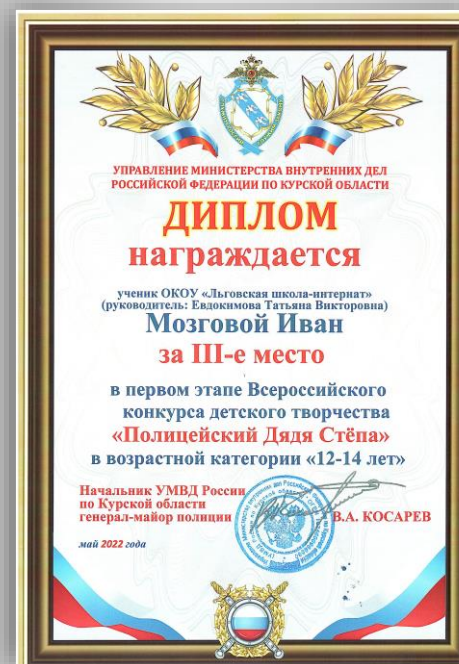 УПРАВЛЕНИЕ МИНИСТЕРСТВА ВНУТРЕННИХ ДЕЛ
РОССИЙСКОЙ ФЕДЕРАЦИИ ПО КУРСКОЙ ОБЛАСТИ
ДИПЛОМ
награждается
ученик ОКОУ «Льговская школа-интернат»
(руководитель: Евдокимова Татьяна Викторовна)
Мозговой Иван
за III-е место
в первом этапе Всероссийского
конкурса детского творчества
«Полицейский Дядя Стёпа»
в возрастной категории «12-14 лет»
Начальник УМВД России
по Курской области
генерал-майор полиции В.А. КОСАРЕВ
май 2022 года